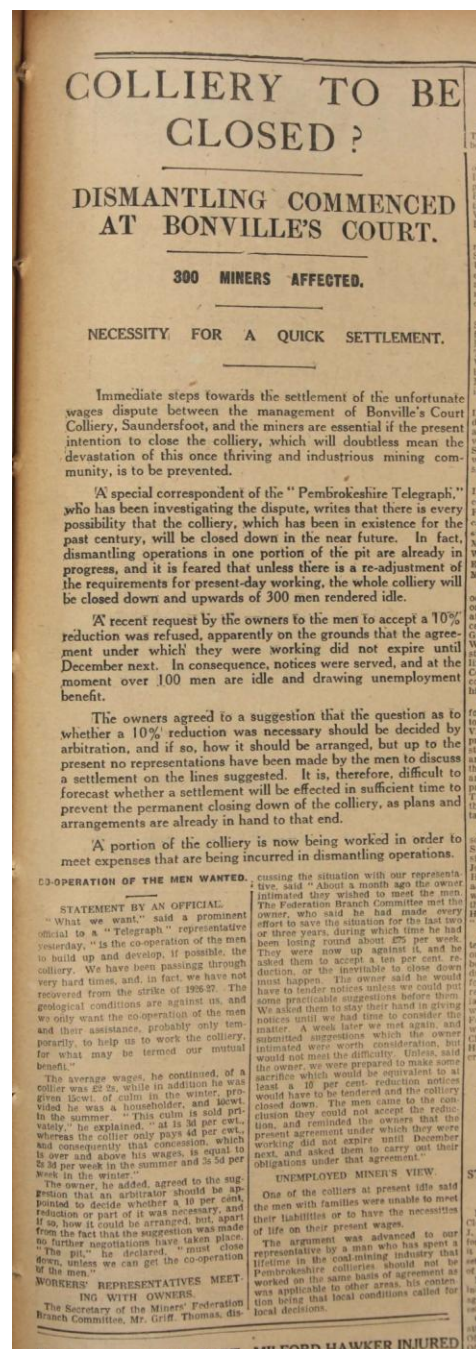 COLLIERY TO BE
CLOSED?
DISMANTLING COMMENCED
AT BONVILLE'S COURT.
300 MINERS AFFECTED.
NECESSITY FOR A QUICK SETTLEMENT.
Immediate steps towards the settlement of the unfortunate
wages dispute between the management of Bonville's Court
Colliery, Saundersfoot, and the miners are essential if the present
intention to close the colliery, which will doubtless mean the
devastation of this once thriving and industrious mining com-
munity, is to be prevented.
A special correspondent of the "Pembrokeshire Telegraph,"
who has been investigating the dispute, writes that there is every
possibility that the colliery, which has been in existence for the
past century, will be closed down in the near future. In fact,
dismantling operations in one portion of the pit are already in
progress, and it is feared that unless there is a re-adjustment of
the requirements for present-day working, the whole colliery will
be closed down and upwards of 300 men rendered idle.
A recent request by the owners to the men to accept a 10%
reduction was refused, apparently on the grounds that the agree-
ment under which they were working did not expire until
December next. In consequence, notices were served, and at the
moment over 100 men are idle and drawing unemployment
benefit.
The owners agreed to a suggestion that the question as to
whether a 10% reduction was necessary should be decided by
arbitration, and if so, how it should be arranged, but up to the
present no representations have been made by the men to discuss
a settlement on the lines suggested. It is, therefore, difficult to
forecast whether a settlement will be effected in sufficient time to
prevent the permanent closing down of the colliery, as plans and
arrangements are already in hand to that end.
A portion of the colliery is now being worked in order to
meet expenses that are being incurred in dismantling operations.
CO-OPERATION OF THE MEN WANTED.
STATEMENT BY AN OFFICIAL.
"What we want," said a prominent
official to a "Telegraph" representative
yesterday, "is the co-operation of the men
to build up and develop, if possible, the
colliery. We have been passing through
very hard times, and, in fact, we have not
recovered from the strike of 1926-27. The
geological conditions are against us, and
we only want the co-operation of the men
and their assistance, probably only tem-
porarily, to help us to work the colliery,
for what may be termed our mutual
benefit."
The average wages, he continued, of a
collier was £2 2s, while in addition he was
given 15cwt. of culm in the winter, pro-
vided he was a householder, and 10cwt.
in the summer. "This culm is sold pri-
vately," he explained, "at 1s 3d per cwt.,
whereas the collier only pays 4d per cwt.,
and consequently that concession, which
is over and above his wages, is equal to
2s 3d per week in the summer and 3s 5d per
week in the winter."
The owner, he added, agreed to the sug-
gestion that an arbitrator should be ap-
pointed to decide whether a 10 per cent.
reduction or part of it was necessary, and
if so, how it could be arranged, but, apart
from the fact that the suggestion was made
no further negotiations have taken place.
"The pit," he declared, "must close
down, unless we can get the co-operation
of the men."
WORKERS' REPRESENTATIVES MEET-
ING WITH OWNERS.
The Secretary of the Miners' Federation
Branch Committee, Mr. Griff. Thomas, dis-
cussing the situation with our representa-
tive, said "About a month ago the owner
intimated they wished to meet the men.
The Federation Branch Committee met the
owner, who said he had made every
effort to save the situation for the last two
or three years, during which time he had
been losing round about £75 per week.
They were now up against it, and he
asked them to accept a ten per cent. re-
duction, or the inevitable to close down
must happen. The owner said he would
have to tender notices unless we could put
some practicable suggestions before them.
We asked them to stay their hand in giving
notices until we had time to consider the
matter. A week later we met again, and
submitted suggestions which the owner
intimated were worth consideration, but
would not meet the difficulty. Unless, said
the owner, we were prepared to make some
sacrifice which would be equivalent to at
least a 10 per cent. reduction notices
would have to be tendered and the colliery
closed down. The men came to the con-
clusion they could not accept the reduc-
tion, and reminded the owners that the
present agreement under which they were
working did not expire until December
next, and asked them to carry out their
obligations under that agreement."
UNEMPLOYED MINER'S VIEW.
One of the colliers at present idle said
the men with families were unable to meet
their liabilities or to have the necessities
of life on their present wages.
The argument was advanced to our
representative by a man who has spent a
lifetime in the coal-mining industry that
Pembrokeshire collieries should not be
worked on the same basis of agreement as
was applicable to other areas, his conten-
tion being that local conditions called for
local decisions.
MILFORD HAWKER INJURED